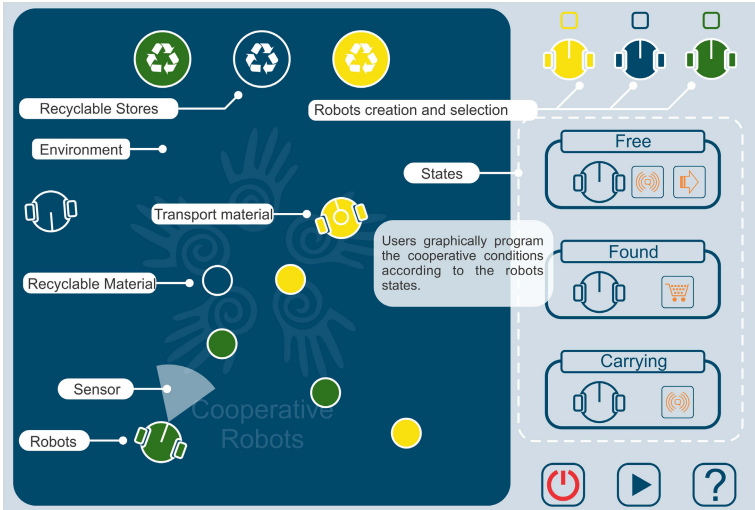 Recyclable Stores
Robots creation and selection
Environment
Free
States
Transport material
Users graphically program
the cooperative conditions
according to the robots
states.
Found
Recyclable Material
Carrying
Sensor
Cooperative
Robots
Robots
?